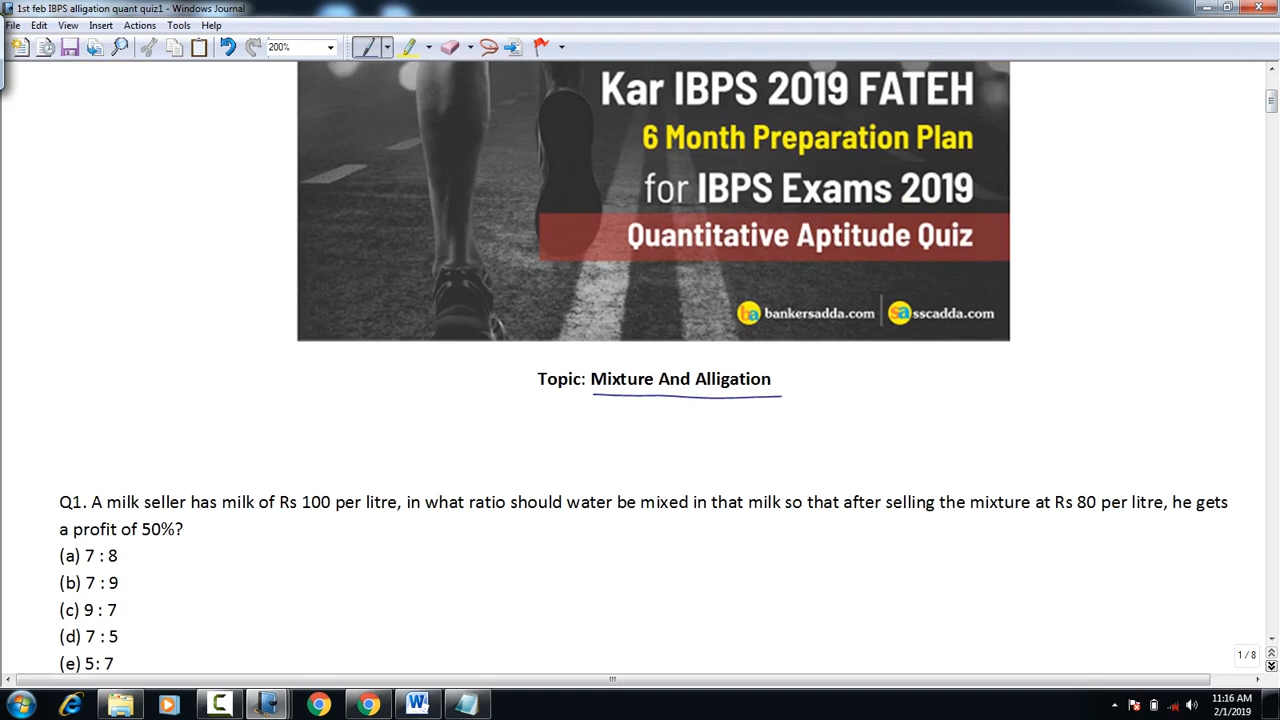 1st feb IBPS alligation quant quiz1 - Windows Journal
File Edit View Insert Actions Tools Help
200%
Kar IBPS 2019 FATEH
6 Month Preparation Plan
for IBPS Exams 2019
Quantitative Aptitude Quiz
ba bankersadda.com sa sscadda.com
Topic: Mixture And Alligation
Q1. A milk seller has milk of Rs 100 per litre, in what ratio should water be mixed in that milk so that after selling the mixture at Rs 80 per litre, he gets
a profit of 50%?
(a) 7 : 8
(b) 7 : 9
(c) 9 : 7
(d) 7 : 5
(e) 5: 7
1 / 8
11:16 AM
2/1/2019